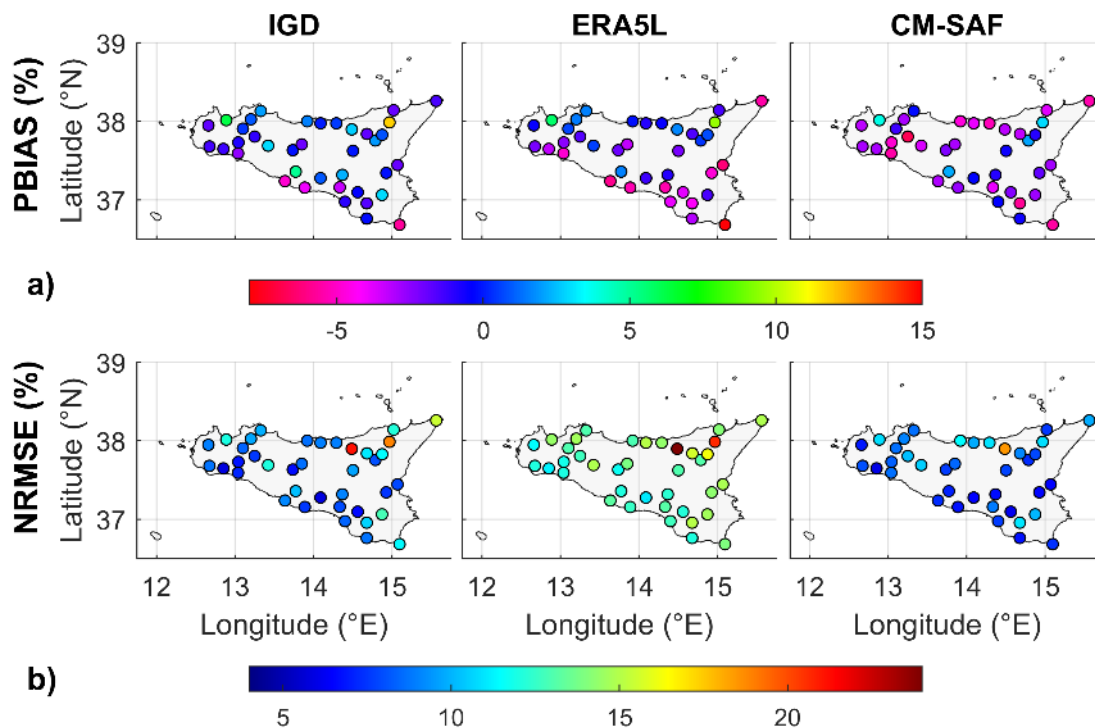 IGD ERA5L CM-SAF
PBIAS (%)
Latitude (°N)
39
38
37
a)
-5 0 5 10 15
NRMSE (%)
Latitude (°N)
39
38
37
12 13 14 15 12 13 14 15 12 13 14 15
Longitude (°E) Longitude (°E) Longitude (°E)
b)
5 10 15 20